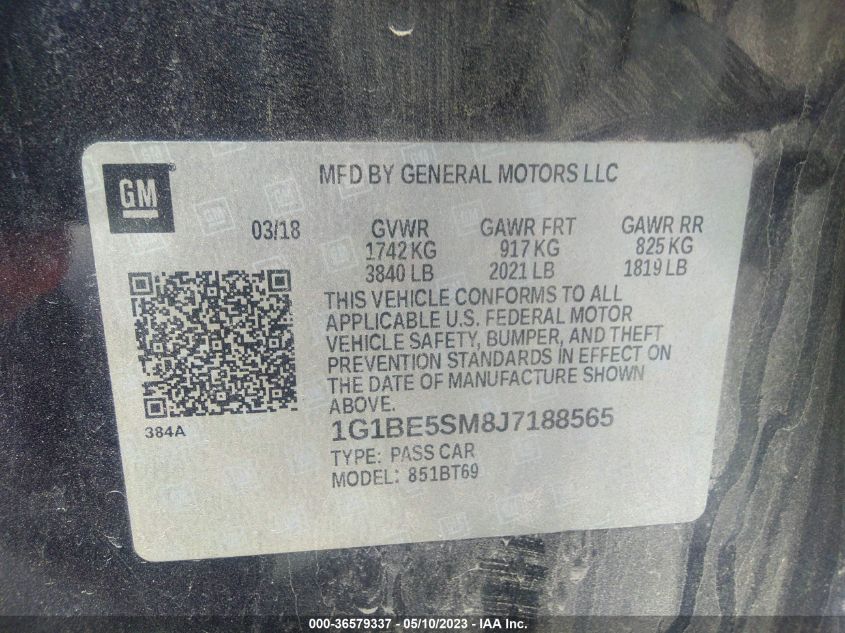 GM
MFD BY GENERAL MOTORS LLC
03/18 GVWR GAWR FRT GAWR RR
1742 KG 917 KG 825 KG
3840 LB 2021 LB 1819 LB
THIS VEHICLE CONFORMS TO ALL
APPLICABLE U.S. FEDERAL MOTOR
VEHICLE SAFETY, BUMPER, AND THEFT
PREVENTION STANDARDS IN EFFECT ON
THE DATE OF MANUFACTURE SHOWN
ABOVE.
384A
1G1BE5SM8J7188565
TYPE: PASS CAR
MODEL: 851BT69
000-36579337 - 05/10/2023 - IAA Inc.